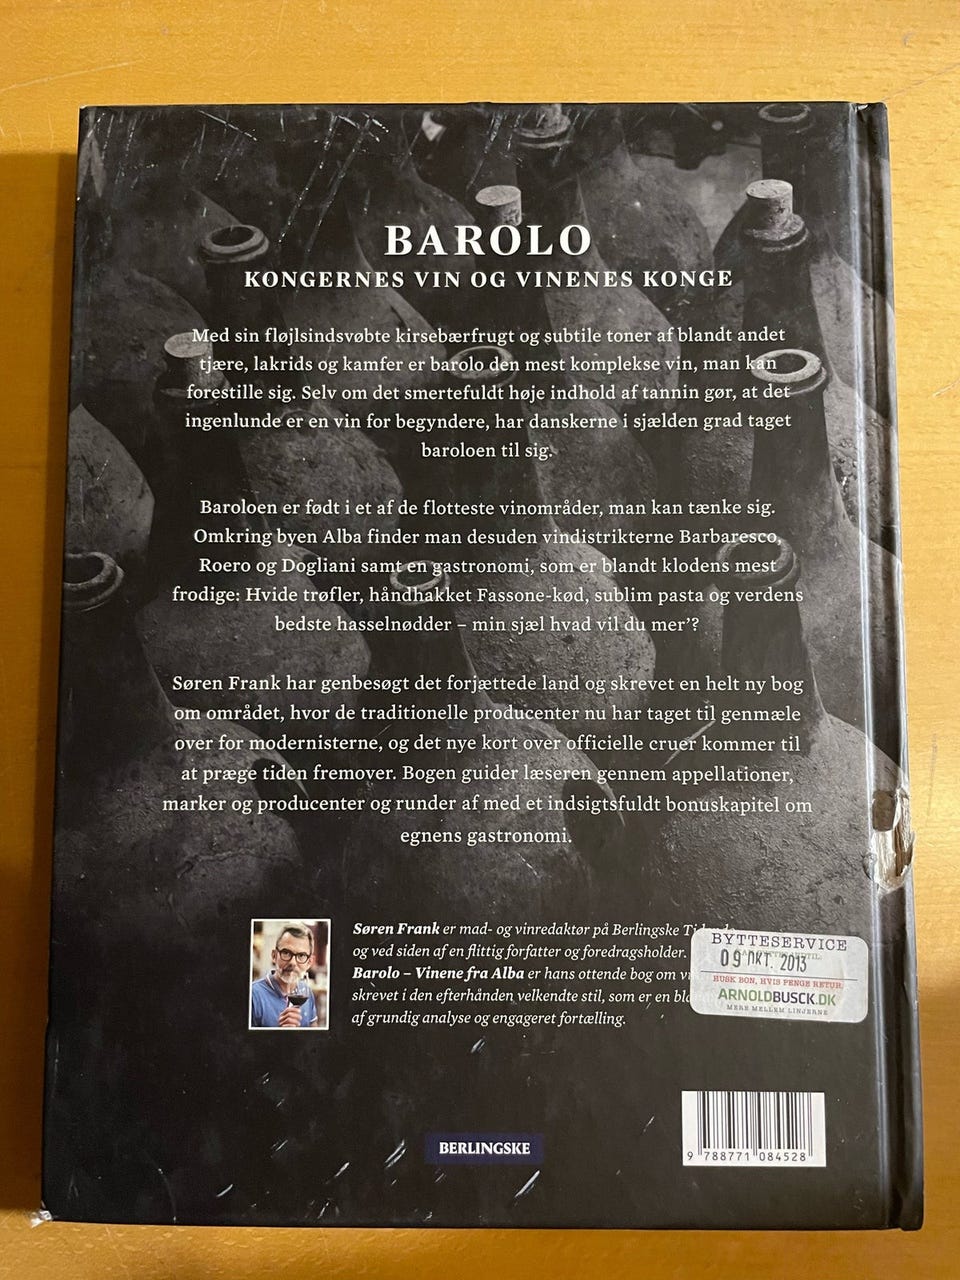 BAROLO
KONGERNES VIN OG VINENES KONGE
Med sin fløjlsindsvøbte kirsebærfrugt og subtile toner af blandt andet
tjære, lakrids og kamfer er barolo den mest komplekse vin, man kan
forestille sig. Selv om det smertefuldt høje indhold af tannin gør, at det
ingenlunde er en vin for begyndere, har danskerne i sjælden grad taget
baroloen til sig.
Baroloen er født i et af de flotteste vinområder, man kan tænke sig.
Omkring byen Alba finder man desuden vindistrikterne Barbaresco,
Roero og Dogliani samt en gastronomi, som er blandt klodens mest
frodige: Hvide trøfler, håndhakket Fassone-kød, sublim pasta og verdens
bedste hasselnødder – min sjæl hvad vil du mer’?
Søren Frank har genbesøgt det forjættede land og skrevet en helt ny bog
om området, hvor de traditionelle producenter nu har taget til genmæle
over for modernisterne, og det nye kort over officielle cruer kommer til
at præge tiden fremover. Bogen guider læseren gennem appellationer,
marker og producenter og runder af med et indsigtsfuldt bonuskapitel om
egnens gastronomi.
Søren Frank er mad- og vinredaktør på Berlingske
og ved siden af en flittig forfatter og foredragsholder.
Barolo – Vinene fra Alba er hans ottende bog om
skrevet i den efterhånden velkendte stil, som er en
af grundig analyse og engageret fortælling.
BYTTESERVICE
09 OKT. 2013
HUSK BON, HVIS PENGE RETUR.
ARNOLDBUSCK.DK
MERE MELLEM LINJERNE
BERLINGSKE
9 788771 084528